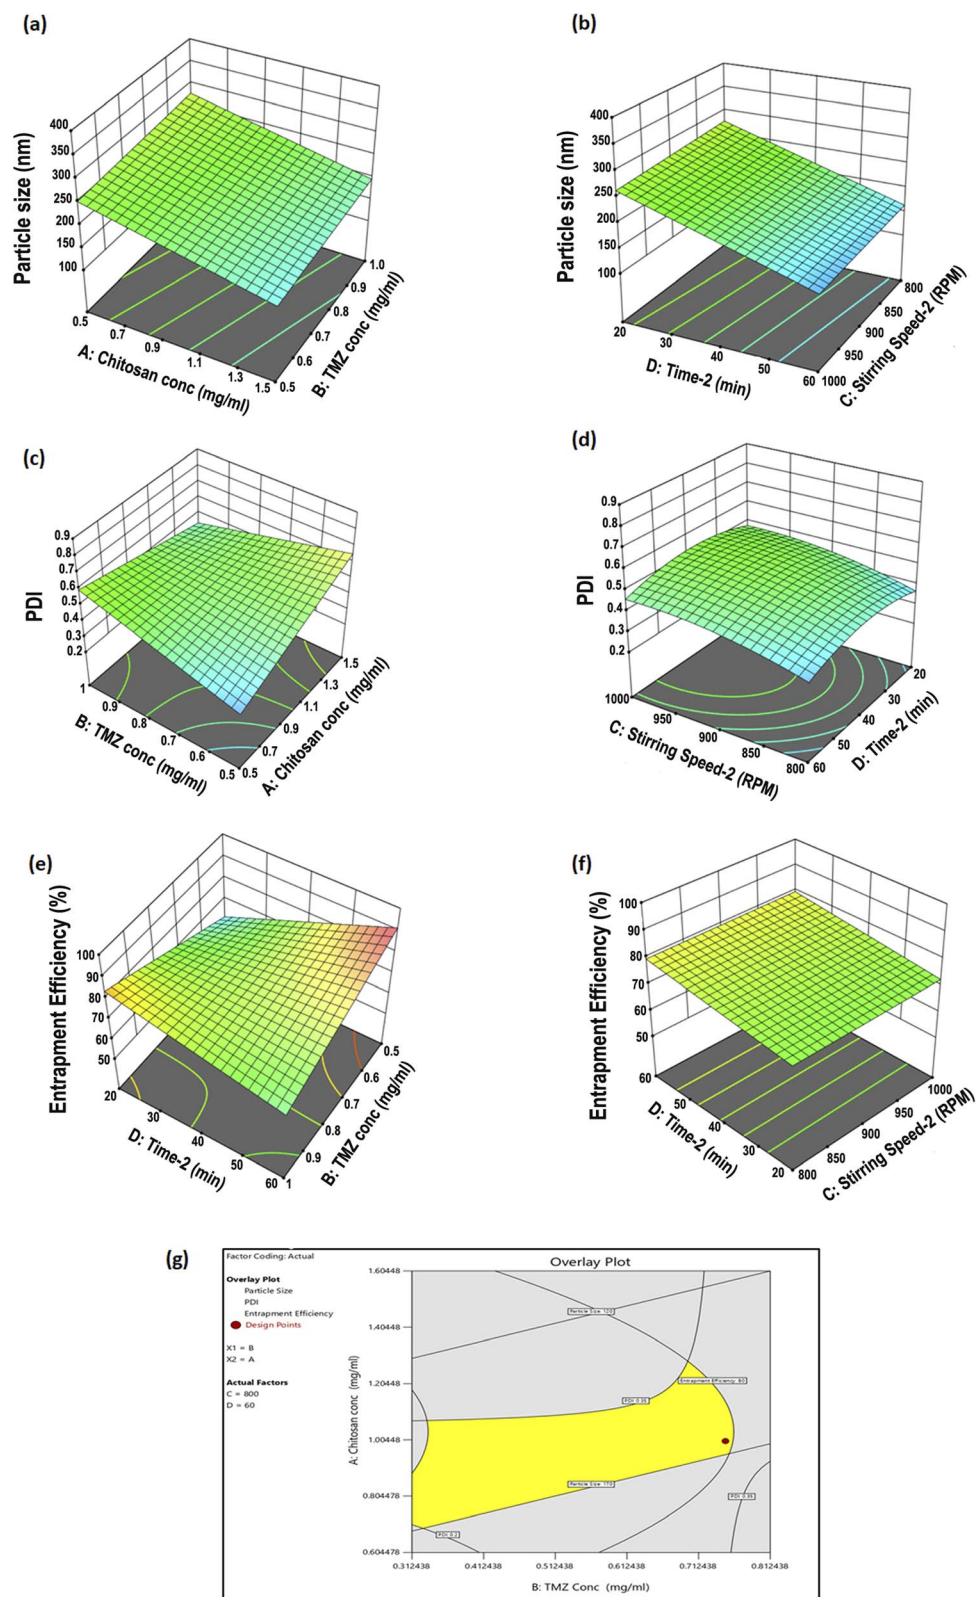 (a)
Particle size (nm)
400
350
300
250
200
150
100
0.5
0.7
0.9
1.1
1.3
1.5
A: Chitosan conc (mg/ml)
0.5
0.6
0.7
0.8
0.9
1.0
B: TMZ conc (mg/ml)
(b)
Particle size (nm)
400
350
300
250
200
150
100
20
30
40
50
60
D: Time-2 (min)
1000
950
900
850
800
C: Stirring Speed-2 (RPM)
(c)
PDI
0.9
0.8
0.7
0.6
0.5
0.4
0.3
0.2
1
0.9
0.8
0.7
0.6
0.5
B: TMZ conc (mg/ml)
0.5
0.7
0.9
1.1
1.3
1.5
A: Chitosan conc (mg/ml)
(d)
PDI
0.9
0.8
0.7
0.6
0.5
0.4
0.3
0.2
1000
950
900
850
800
C: Stirring Speed-2 (RPM)
60
50
40
30
20
D: Time-2 (min)
(e)
Entrapment Efficiency (%)
100
90
80
70
60
50
20
30
40
50
60
D: Time-2 (min)
1
0.9
0.8
0.7
0.6
0.5
B: TMZ conc (mg/ml)
(f)
Entrapment Efficiency (%)
100
90
80
70
60
50
60
50
40
30
20
D: Time-2 (min)
800
850
900
950
1000
C: Stirring Speed-2 (RPM)
(g)
Factor Coding: Actual
Overlay Plot
Particle Size
PDI
Entrapment Efficiency
Design Points
X1 = B
X2 = A
Actual Factors
C = 800
D = 60
Overlay Plot
A: Chitosan conc (mg/ml)
1.60448
1.40448
1.20448
1.00448
0.804478
0.604478
Particle Size: 120
Entrapment Efficiency: 80
Particle Size: 170
PDI: 0.2
0.312438
0.412438
0.512438
0.612438
0.712438
0.812438
B: TMZ Conc (mg/ml)